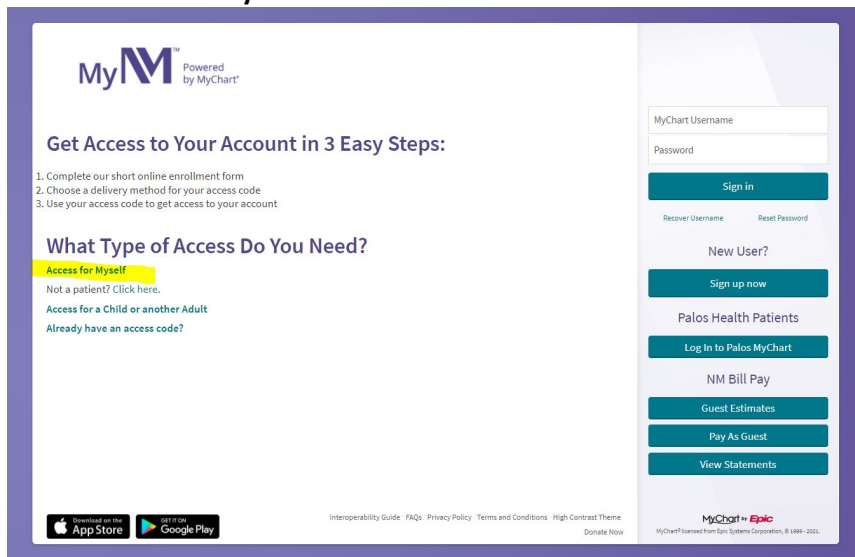 MyNM™ Powered
by MyChart®
Get Access to Your Account in 3 Easy Steps:
1. Complete our short online enrollment form
2. Choose a delivery method for your access code
3. Use your access code to get access to your account
What Type of Access Do You Need?
Access for Myself
Not a patient? Click here.
Access for a Child or another Adult
Already have an access code?
MyChart Username
Password
Sign in
Recover Username Reset Password
New User?
Sign up now
Palos Health Patients
Log In to Palos MyChart
NM Bill Pay
Guest Estimates
Pay As Guest
View Statements
Download on the
App Store
GET IT ON
Google Play
Interoperability Guide FAQs Privacy Policy Terms and Conditions High Contrast Theme
Donate Now
MyChart by Epic
MyChart® licensed from Epic Systems Corporation, © 1999 - 2021.